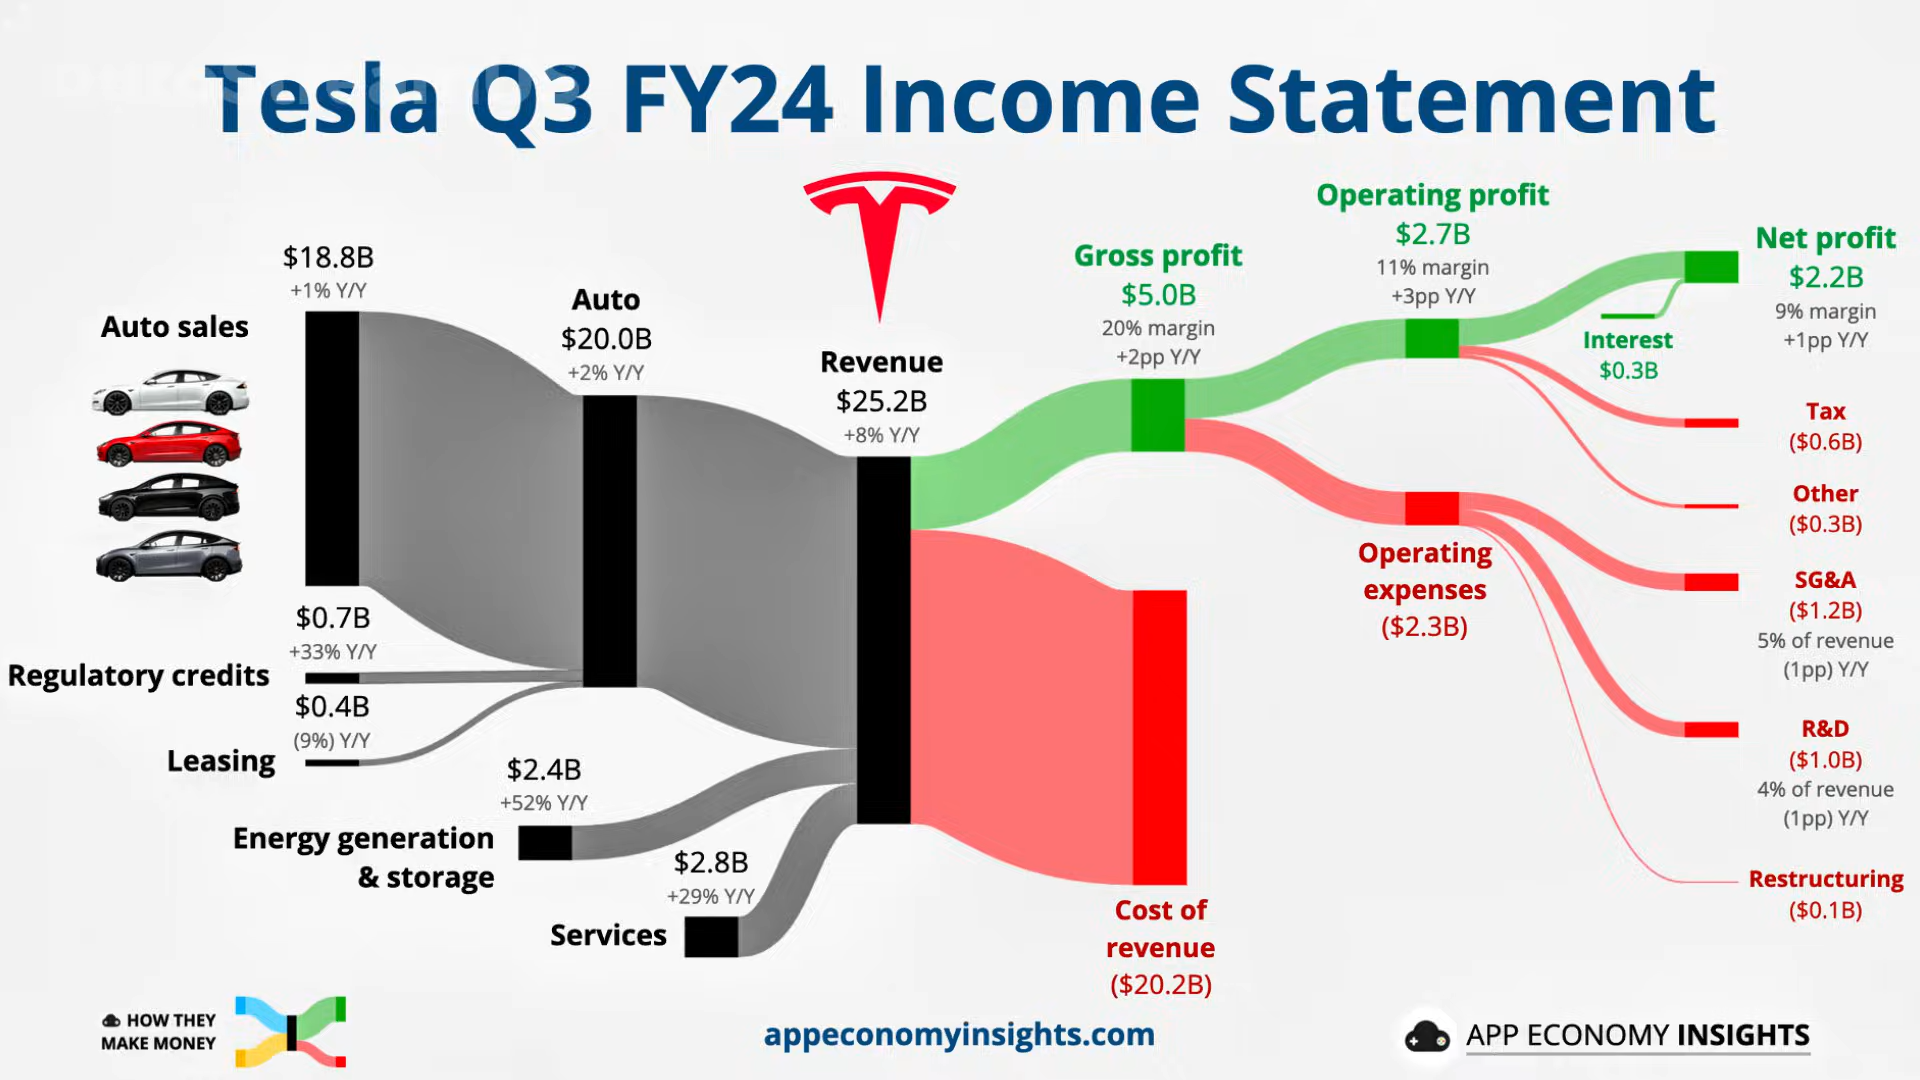 Tesla Q3 FY24 Income Statement
Auto sales
$18.8B
+1% Y/Y
$0.7B
+33% Y/Y
Regulatory credits
$0.4B
(9%) Y/Y
Leasing
Auto
$20.0B
+2% Y/Y
$2.4B
+52% Y/Y
Energy generation
& storage
$2.8B
+29% Y/Y
Services
Revenue
$25.2B
+8% Y/Y
Gross profit
$5.0B
20% margin
+2pp Y/Y
Cost of
revenue
($20.2B)
Operating profit
$2.7B
11% margin
+3pp Y/Y
Operating
expenses
($2.3B)
Net profit
$2.2B
9% margin
+1pp Y/Y
Interest
$0.3B
Tax
($0.6B)
Other
($0.3B)
SG&A
($1.2B)
5% of revenue
(1pp) Y/Y
R&D
($1.0B)
4% of revenue
(1pp) Y/Y
Restructuring
($0.1B)
HOW THEY
MAKE MONEY
appeconomyinsights.com
APP ECONOMY INSIGHTS